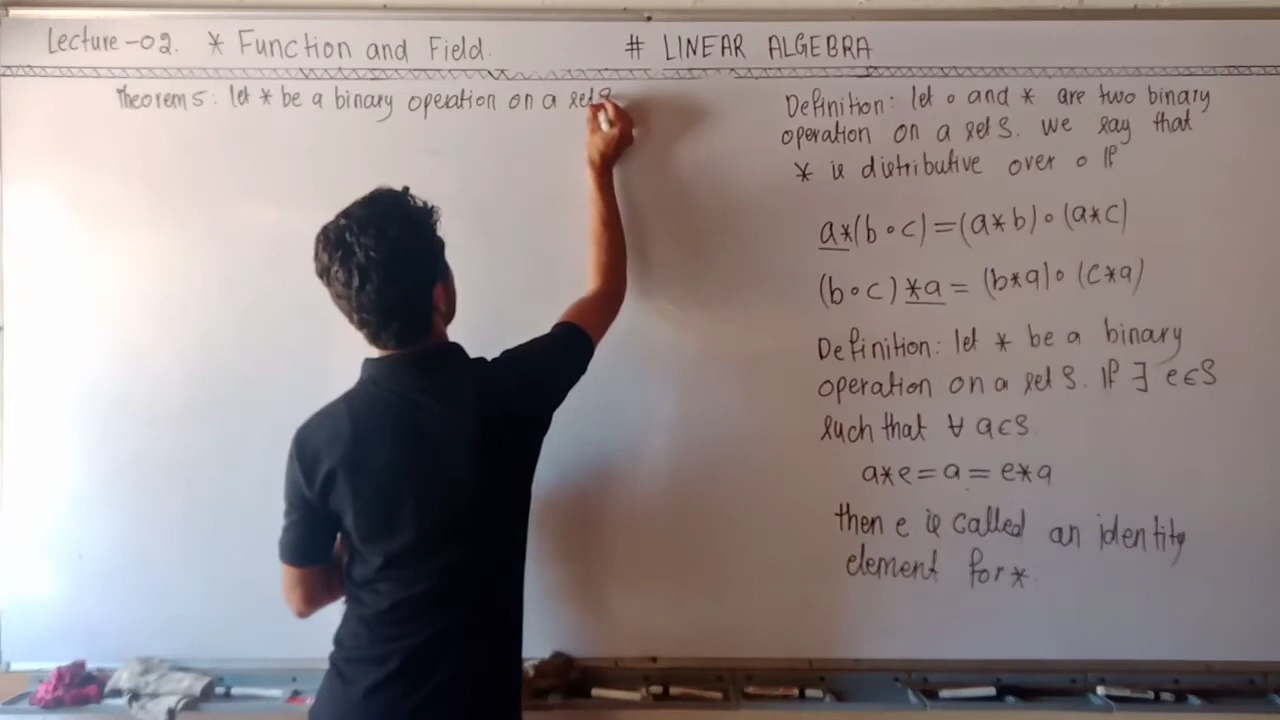 Lecture-02. * Function and Field. # LINEAR ALGEBRA
Theorem 5: let * be a binary operation on a set S
Definition: let ∘ and * are two binary
operation on a set S. we say that
* is distributive over ∘ if
a*(b∘c)=(a*b)∘(a*c)
(b∘c)*a=(b*a)∘(c*a)
Definition: let * be a binary
operation on a set S. If ∃ e∈S
such that ∀ a∈S
a*e=a=e*a
then e is called an identity
element for *.